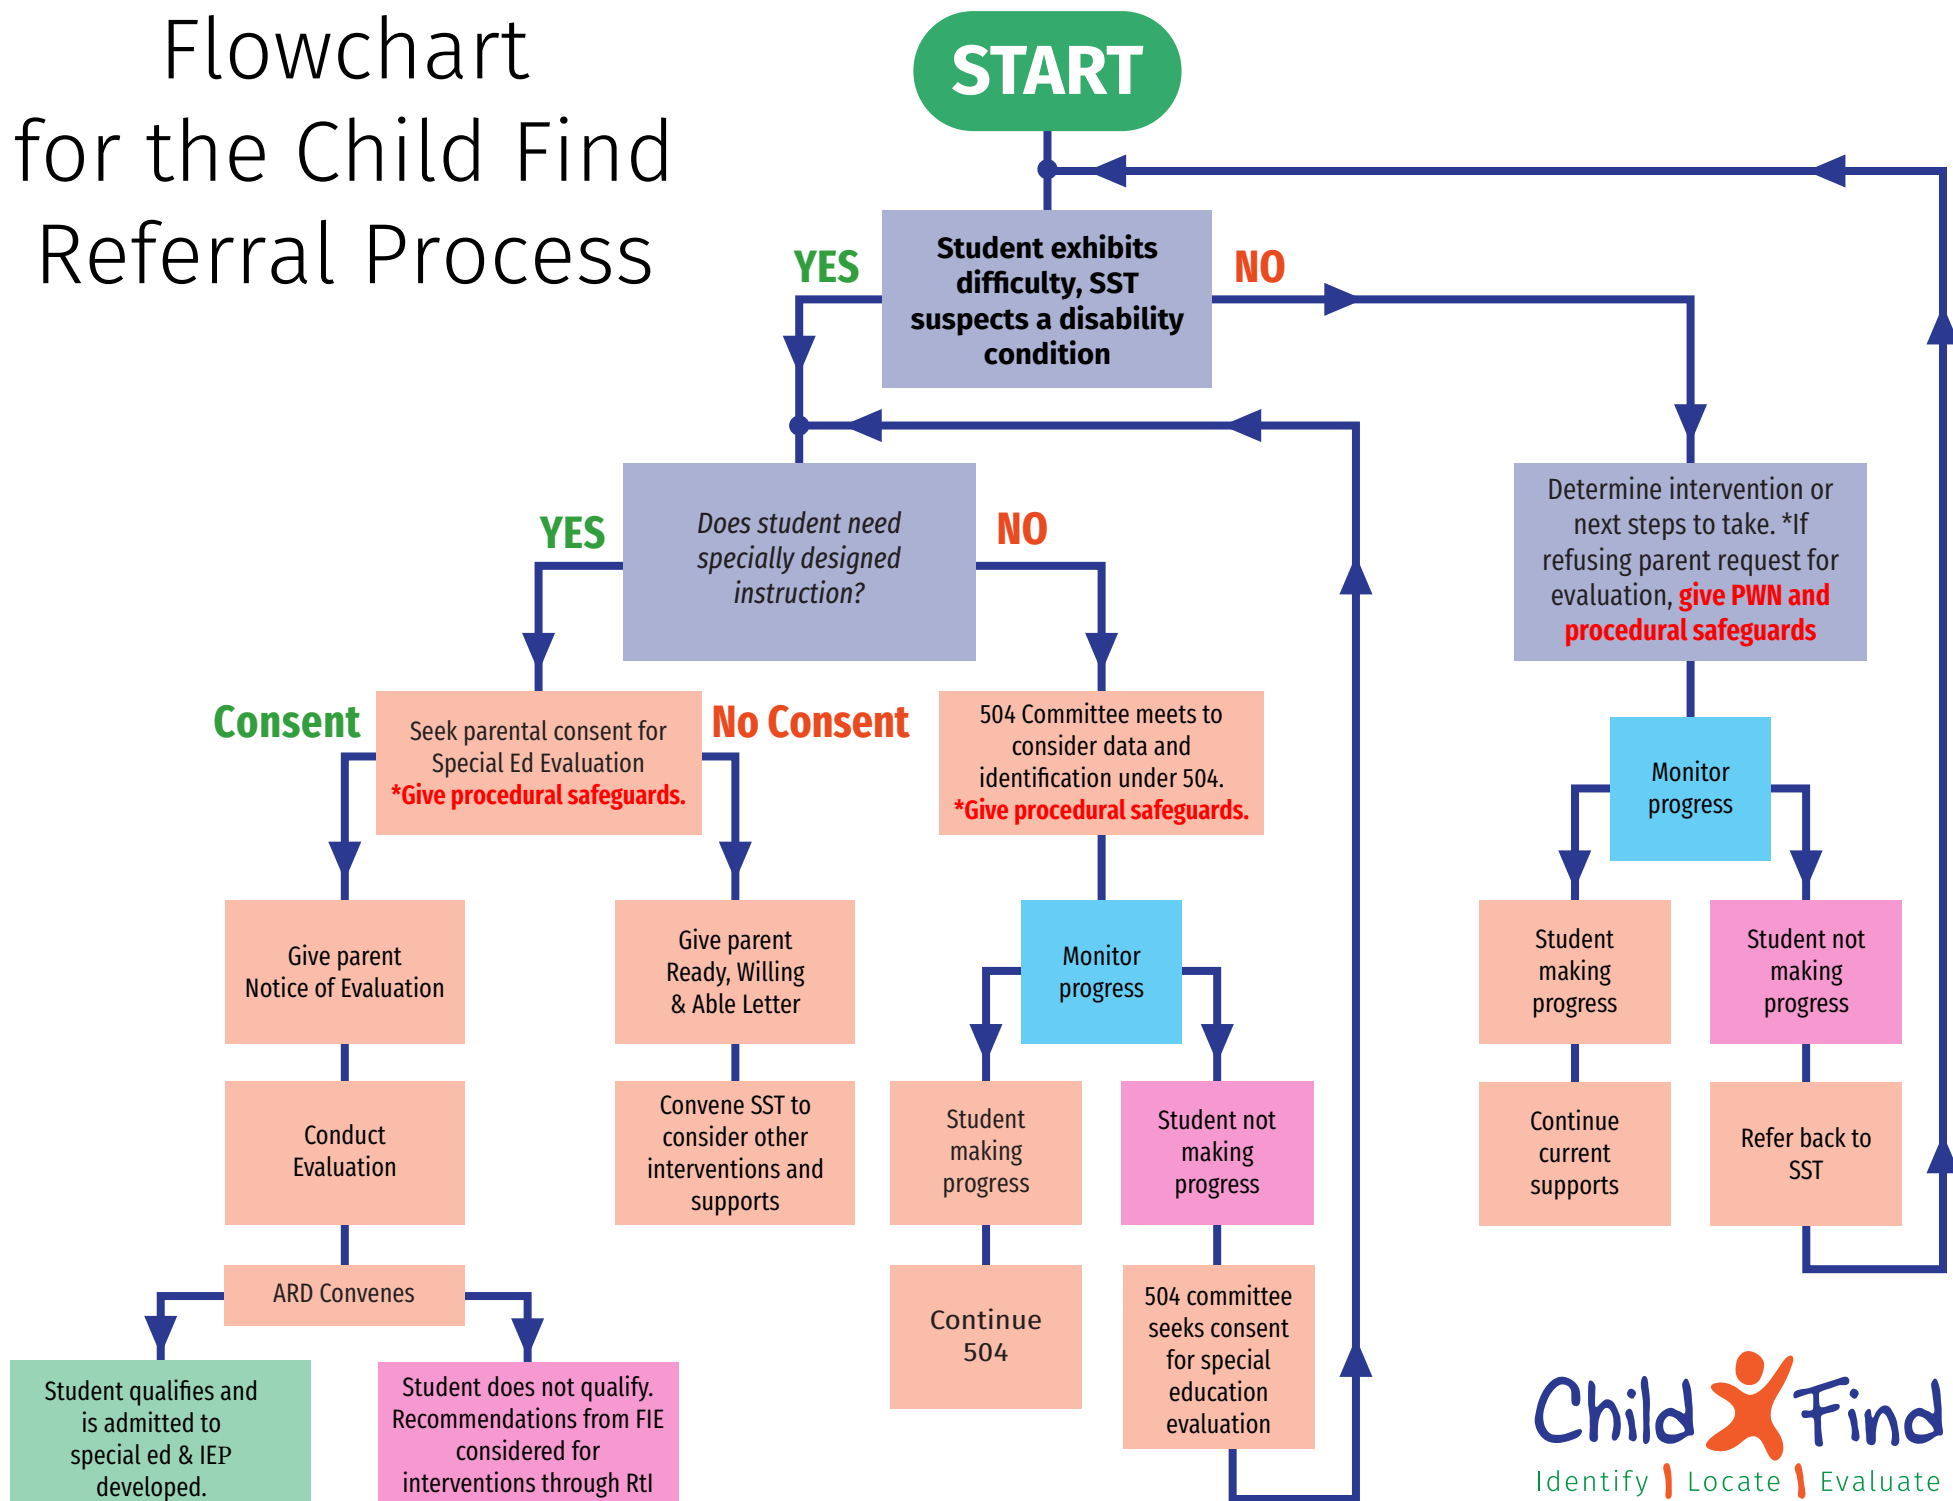 Flowchart
for the Child Find
Referral Process
START
YES
Student exhibits
difficulty, SST
suspects a disability
condition
NO
YES
Does student need
specially designed
instruction?
NO
Determine intervention or
next steps to take. *If
refusing parent request for
evaluation, give PWN and
procedural safeguards
Consent
Seek parental consent for
Special Ed Evaluation
*Give procedural safeguards.
No Consent
504 Committee meets to
consider data and
identification under 504.
*Give procedural safeguards.
Monitor
progress
Give parent
Notice of Evaluation
Give parent
Ready, Willing
& Able Letter
Monitor
progress
Student
making
progress
Student not
making
progress
Conduct
Evaluation
Convene SST to
consider other
interventions and
supports
Student
making
progress
Student not
making
progress
Continue
current
supports
Refer back to
SST
ARD Convenes
Continue
504
504 committee
seeks consent
for special
education
evaluation
Student qualifies and
is admitted to
special ed & IEP
developed.
Student does not qualify.
Recommendations from FIE
considered for
interventions through RtI
Child Find
Identify Locate Evaluate